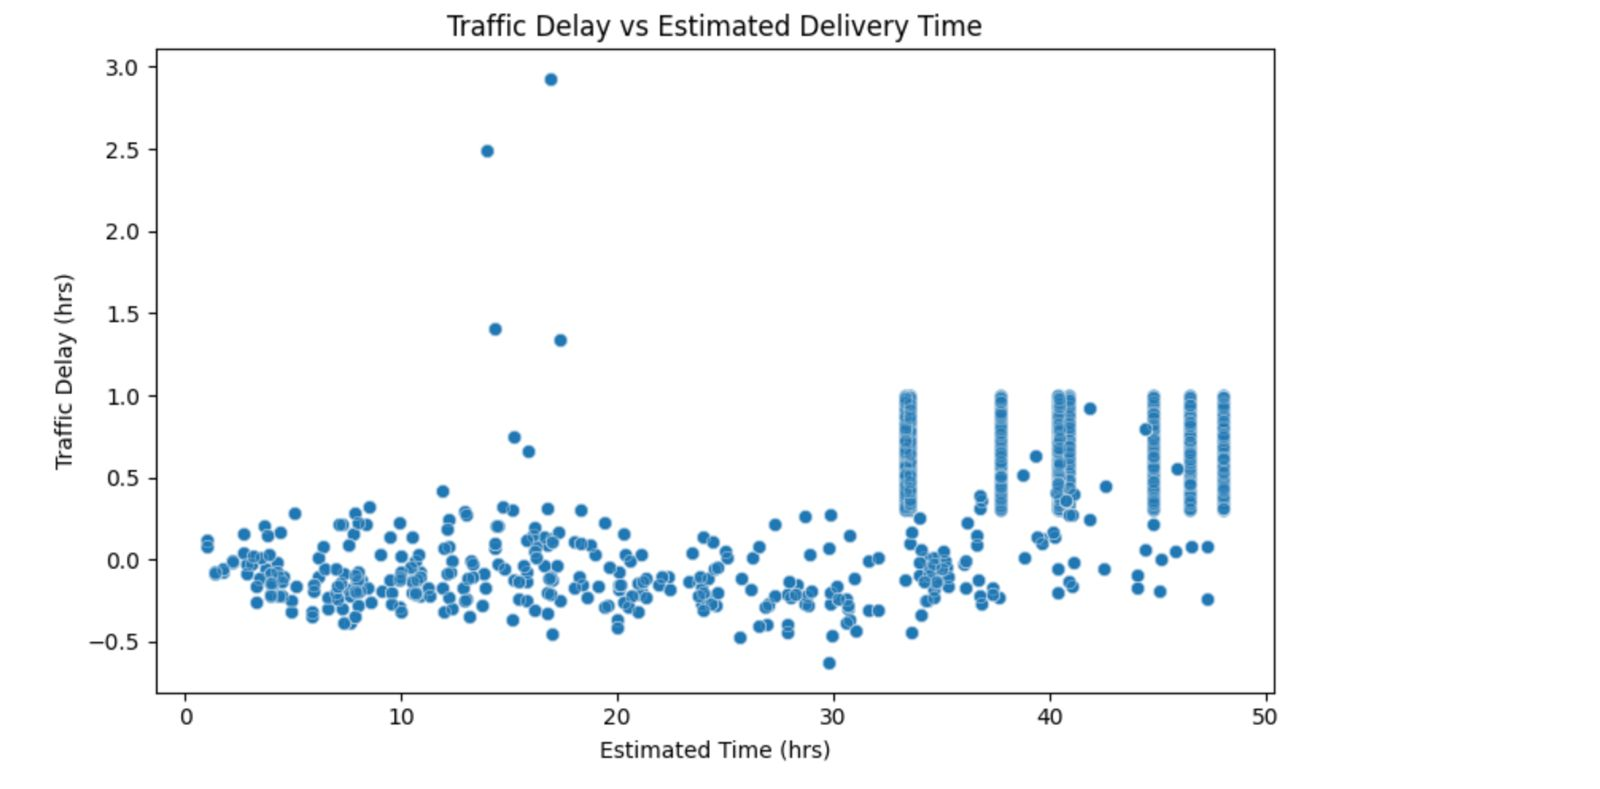 Traffic Delay vs Estimated Delivery Time
3.0
2.5
2.0
1.5
1.0
0.5
0.0
−0.5
Traffic Delay (hrs)
0 10 20 30 40 50
Estimated Time (hrs)